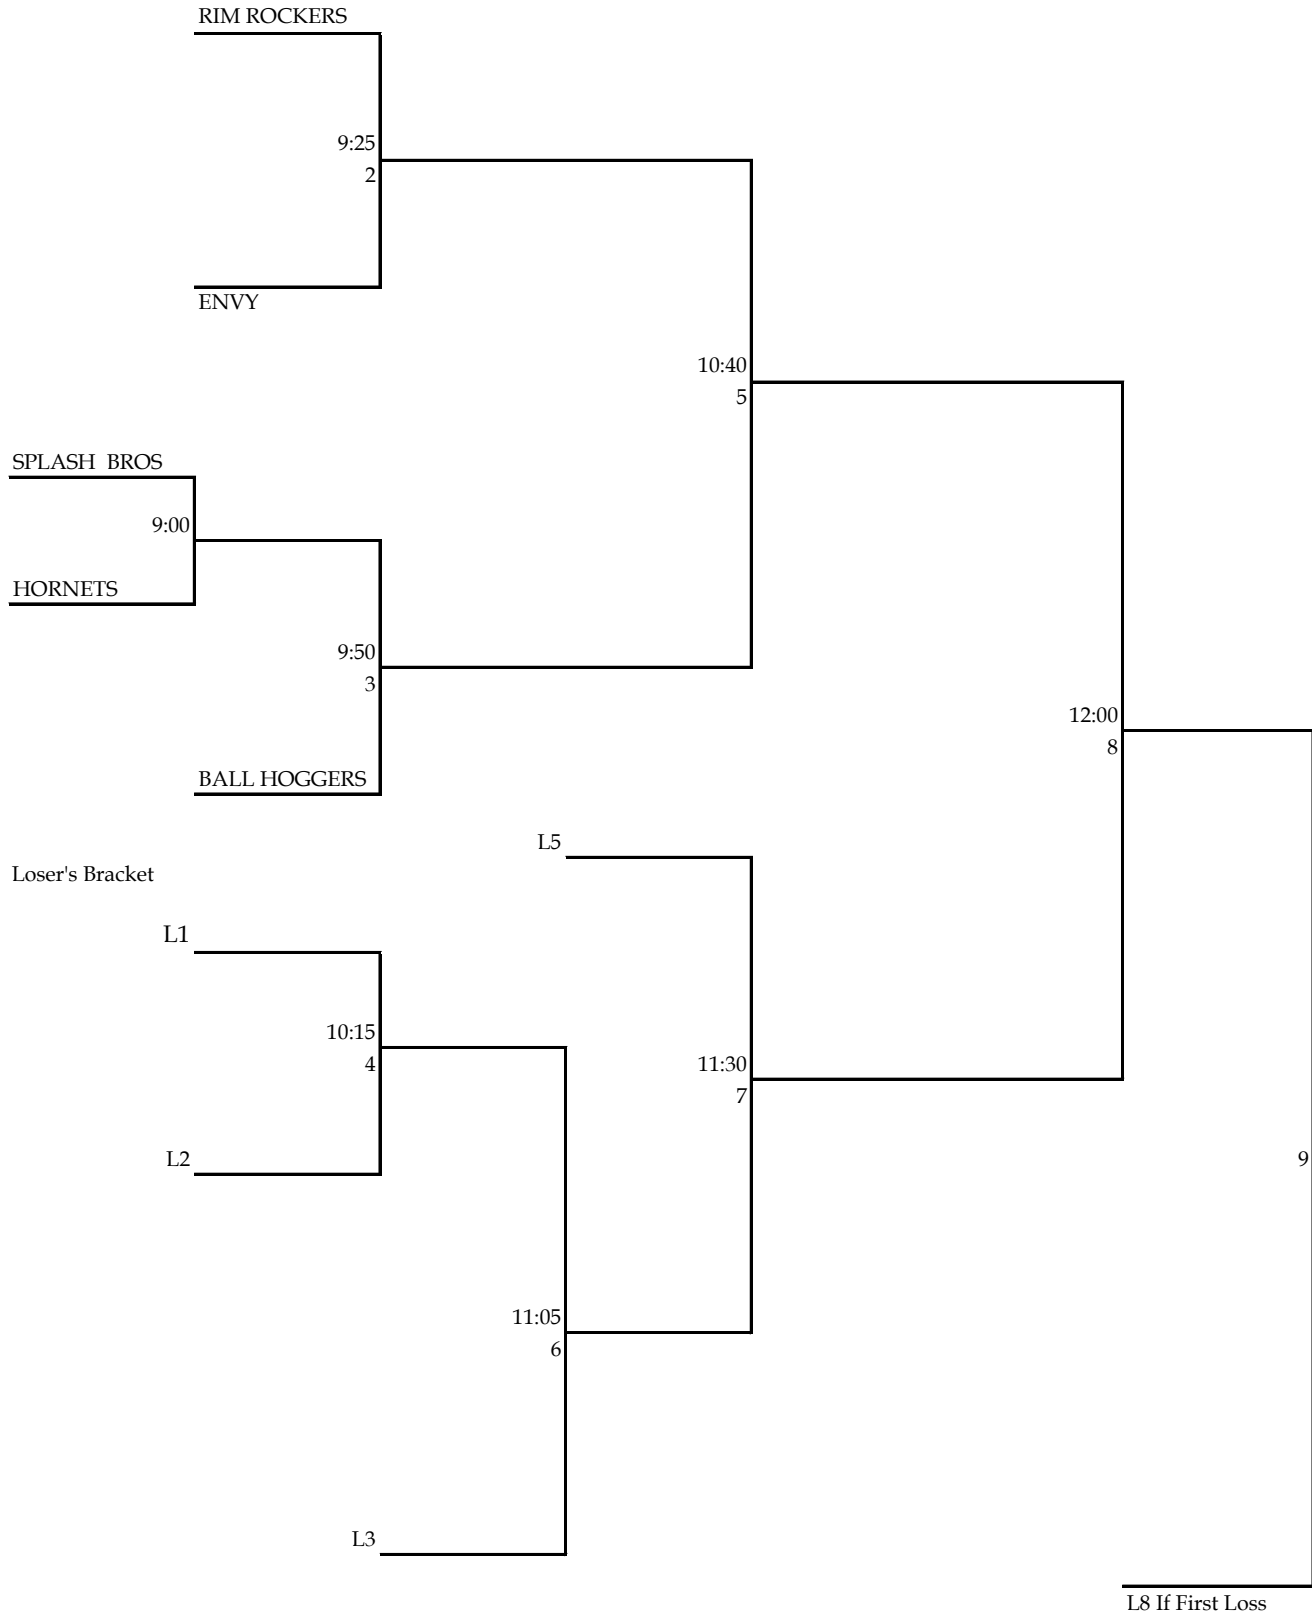 RIM ROCKERS
9:25
2
ENVY
10:40
5
SPLASH  BROS
9:00
HORNETS
9:50
3
12:00
8
BALL HOGGERS
L5
Loser's Bracket
L1
10:15
4
11:30
7
L2
9
11:05
6
L3
L8 If First Loss